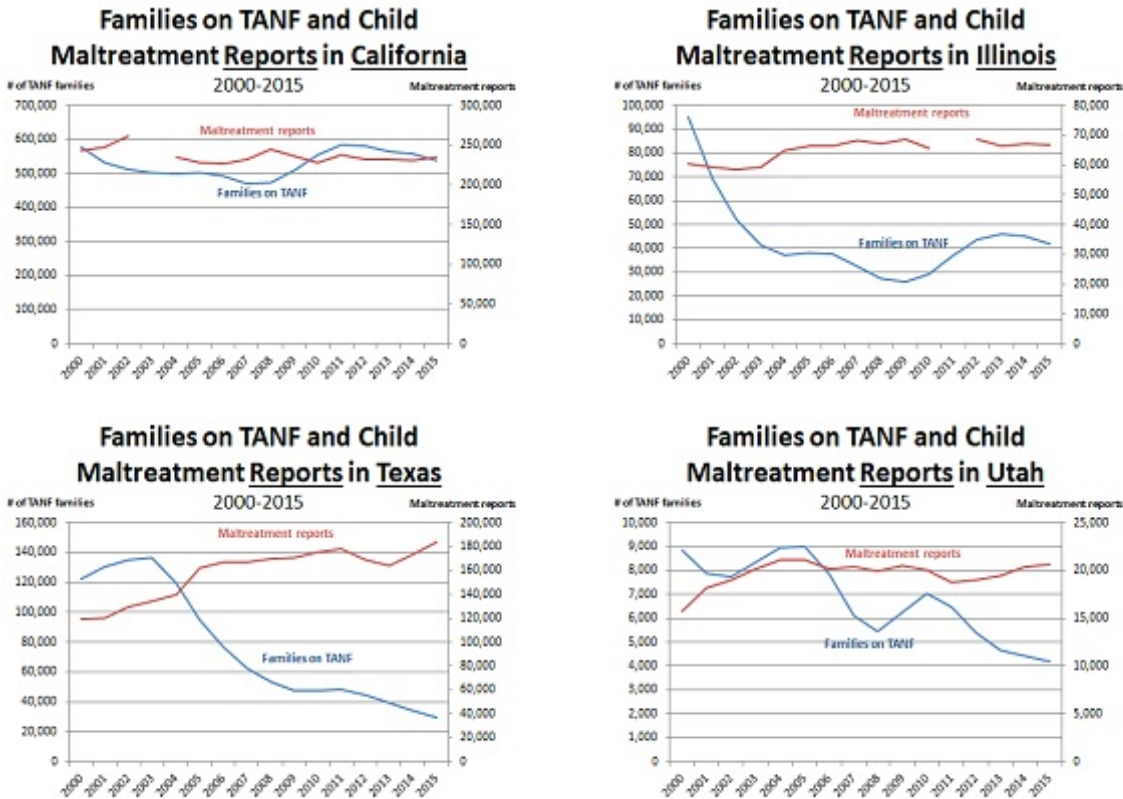 Families on TANF and Child
Maltreatment Reports in California
# of TANF families 2000-2015 Maltreatment reports
700,000 300,000
600,000 250,000
500,000 200,000
400,000 150,000
300,000 100,000
200,000 50,000
100,000 0
0
Maltreatment reports
Families on TANF
2000 2001 2002 2003 2004 2005 2006 2007 2008 2009 2010 2011 2012 2013 2014 2015
Families on TANF and Child
Maltreatment Reports in Illinois
# of TANF families 2000-2015 Maltreatment reports
100,000 80,000
90,000 70,000
80,000 60,000
70,000 50,000
60,000 40,000
50,000 30,000
40,000 20,000
30,000 10,000
20,000 0
10,000
0
Maltreatment reports
Families on TANF
2000 2001 2002 2003 2004 2005 2006 2007 2008 2009 2010 2011 2012 2013 2014 2015
Families on TANF and Child
Maltreatment Reports in Texas
# of TANF families 2000-2015 Maltreatment reports
160,000 200,000
140,000 180,000
120,000 160,000
100,000 140,000
80,000 120,000
60,000 100,000
40,000 80,000
20,000 60,000
0 40,000
20,000
0
Maltreatment reports
Families on TANF
2000 2001 2002 2003 2004 2005 2006 2007 2008 2009 2010 2011 2012 2013 2014 2015
Families on TANF and Child
Maltreatment Reports in Utah
# of TANF families 2000-2015 Maltreatment reports
10,000 25,000
9,000 20,000
8,000 15,000
7,000 10,000
6,000 5,000
5,000 0
4,000
3,000
2,000
1,000
0
Maltreatment reports
Families on TANF
2000 2001 2002 2003 2004 2005 2006 2007 2008 2009 2010 2011 2012 2013 2014 2015